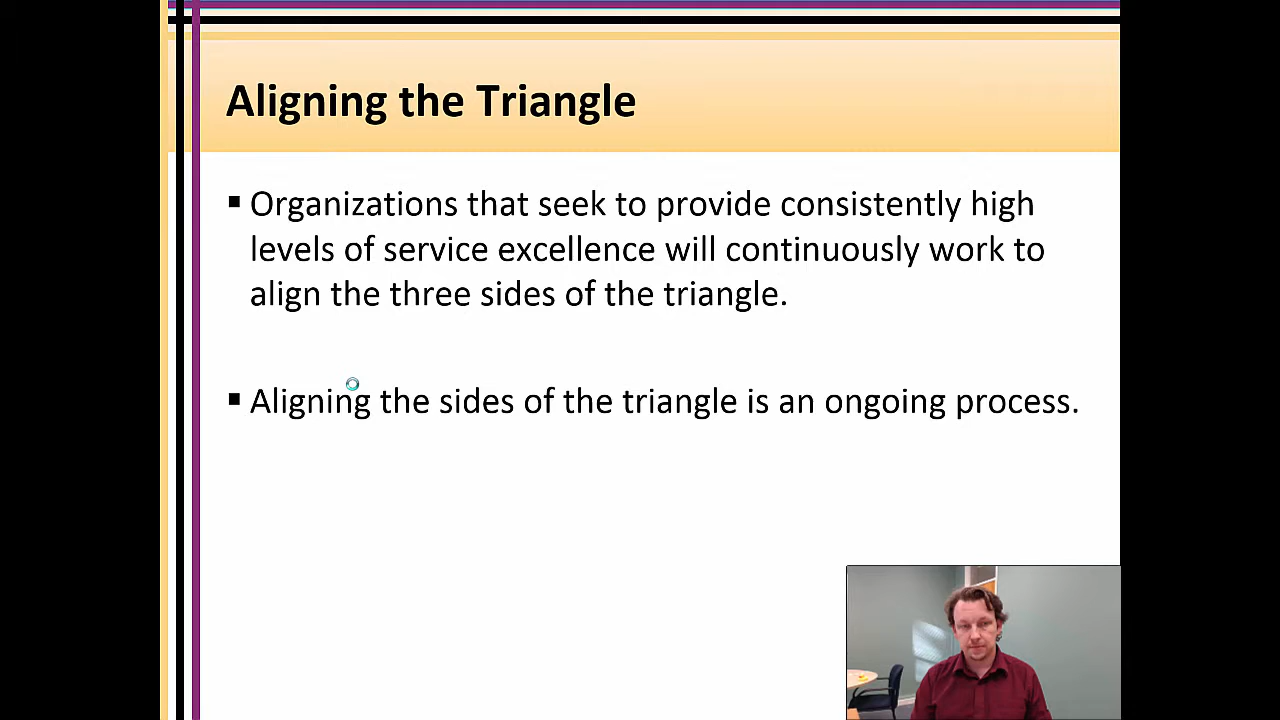 Aligning the Triangle
▪ Organizations that seek to provide consistently high
levels of service excellence will continuously work to
align the three sides of the triangle.
▪ Aligning the sides of the triangle is an ongoing process.